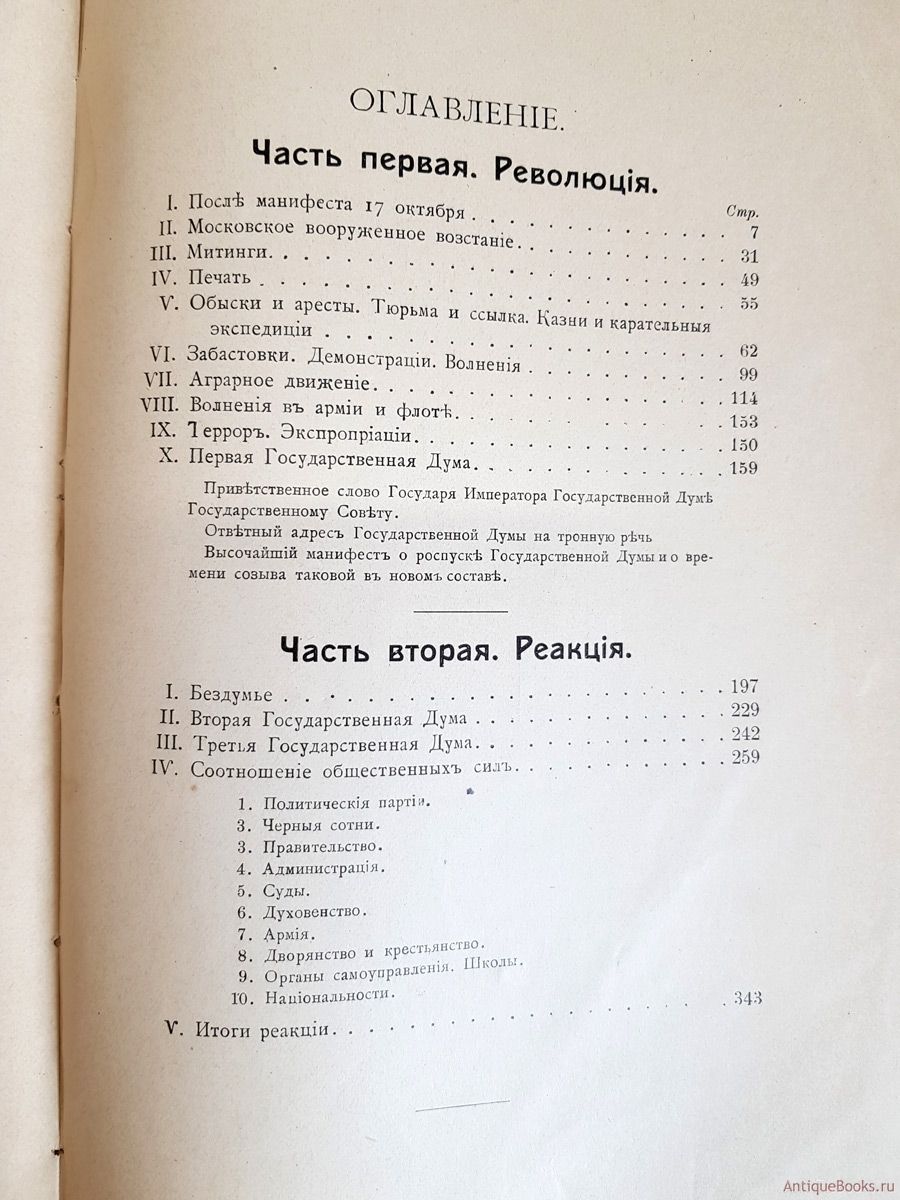 ОГЛАВЛЕНІЕ.
Часть первая. Революція.
Стр.
I. Послѣ манифеста 17 октября . . . . . . . . . . . . 7
II. Московское вооруженное возстаніе. . . . . . . . . . 31
III. Митинги. . . . . . . . . . . . . . . . . . . 49
IV. Печать . . . . . . . . . . . . . . . . . . . 55
V. Обыски и аресты. Тюрьма и ссылка. Казни и карательныя
экспедиціи . . . . . . . . . . . . . . . . 62
VI. Забастовки. Демонстраціи. Волненія . . . . . . . . . 99
VII. Аграрное движеніе. . . . . . . . . . . . . . . 114
VIII. Волненія въ арміи и флотѣ. . . . . . . . . . . . 153
IX. Терроръ. Экспропріаціи. . . . . . . . . . . . . 150
X. Первая Государственная Дума. . . . . . . . . . . 159
Привѣтственное слово Государя Императора Государственной Думѣ
Государственному Совѣту.
Отвѣтный адресъ Государственной Думы на тронную рѣчь
Высочайшій манифестъ о роспускѣ Государственной Думы и о вре-
мени созыва таковой въ новомъ составѣ.
Часть вторая. Реакція.
I. Бездумье . . . . . . . . . . . . . . . . . . 197
II. Вторая Государственная Дума . . . . . . . . . . . 229
III. Третья Государственная Дума. . . . . . . . . . . 242
IV. Соотношеніе общественныхъ силъ. . . . . . . . . . 259
1. Политическія партіи.
3. Черныя сотни.
3. Правительство.
4. Администрація.
5. Суды.
6. Духовенство.
7. Армія.
8. Дворянство и крестьянство.
9. Органы самоуправленія. Школы.
10. Національности.
V. Итоги реакціи. . . . . . . . . . . . . . . . . 343
AntiqueBooks.ru